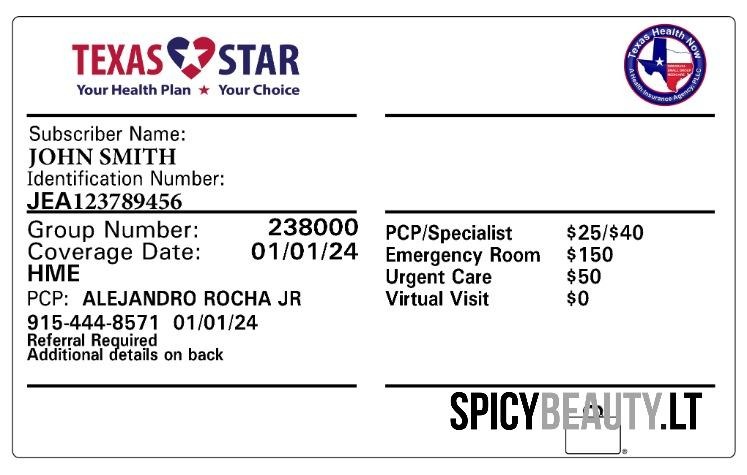 TEXAS STAR
Your Health Plan ★ Your Choice
Texas Health Now
A Health Insurance Agency, PLLC
Subscriber Name:
JOHN SMITH
Identification Number:
JEA123789456
Group Number: 238000
Coverage Date: 01/01/24
HME
PCP: ALEJANDRO ROCHA JR
915-444-8571 01/01/24
Referral Required
Additional details on back
PCP/Specialist $25/$40
Emergency Room $150
Urgent Care $50
Virtual Visit $0
SPICYBEAUTY.LT
®